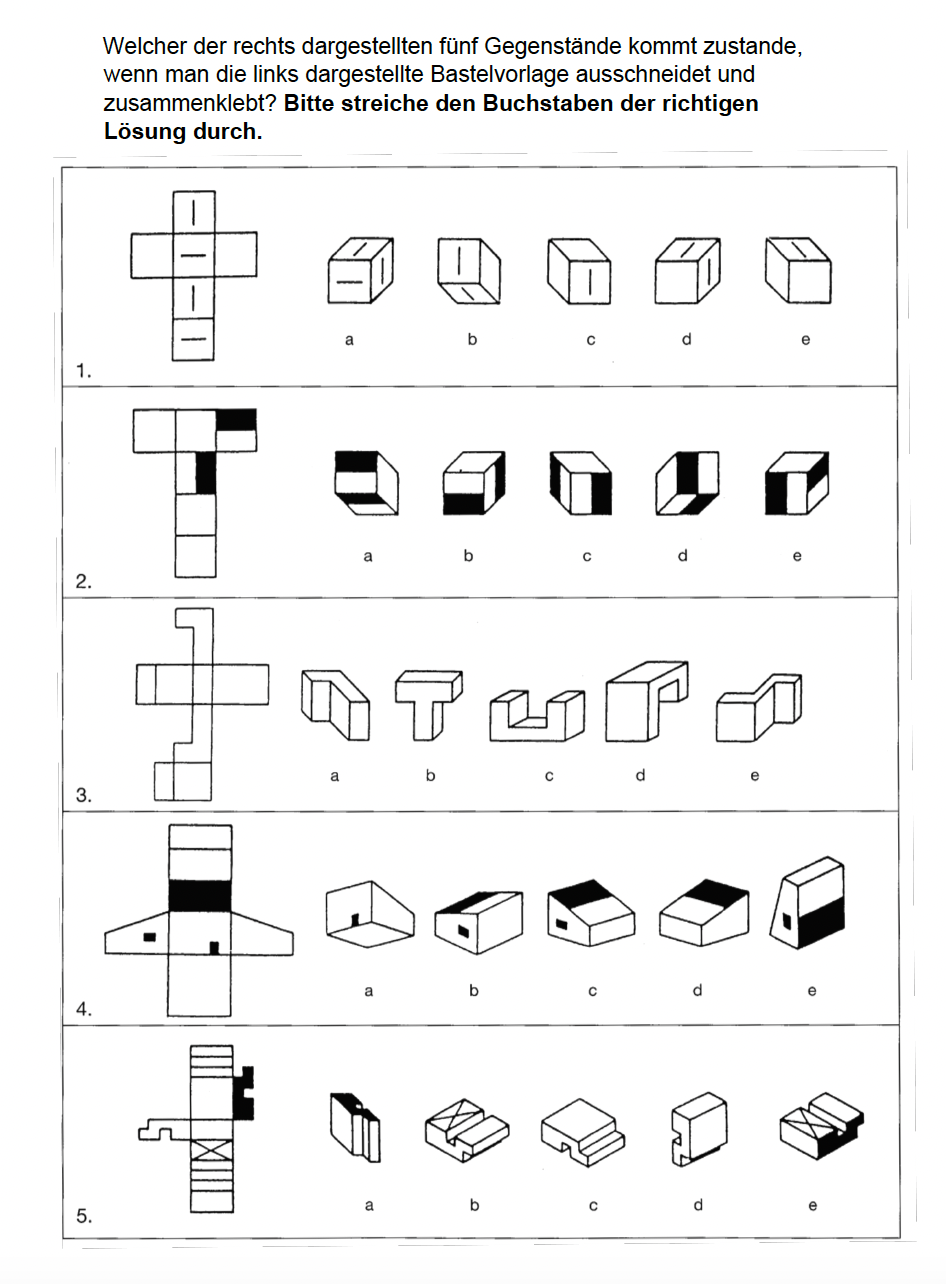 Welcher der rechts dargestellten fünf Gegenstände kommt zustande,
wenn man die links dargestellte Bastelvorlage ausschneidet und
zusammenklebt? Bitte streiche den Buchstaben der richtigen
Lösung durch.
a b c d e
1.
a b c d e
2.
a b c d e
3.
a b c d e
4.
a b c d e
5.